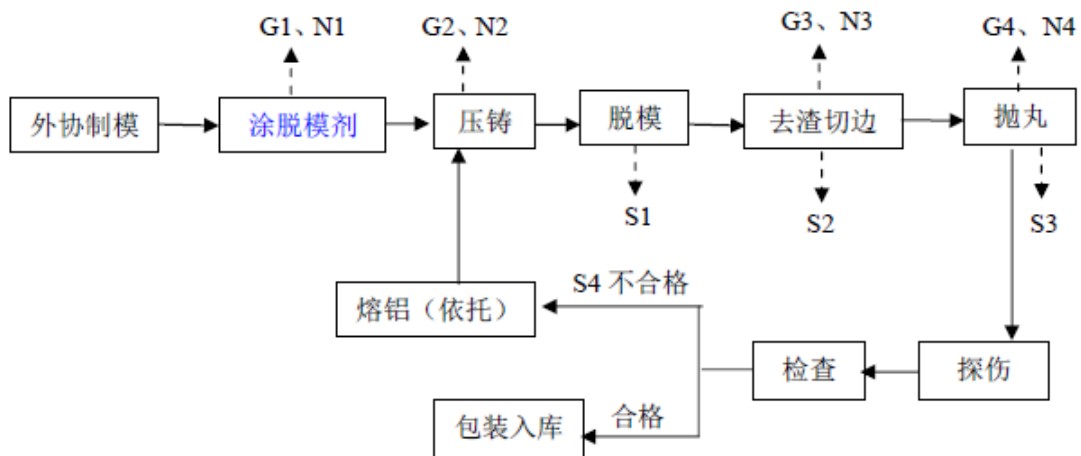 G1、N1
G2、N2
G3、N3
G4、N4
外协制模
涂脱模剂
压铸
脱模
去渣切边
抛丸
S1
S2
S3
S4 不合格
熔铝（依托）
检查
探伤
合格
包装入库